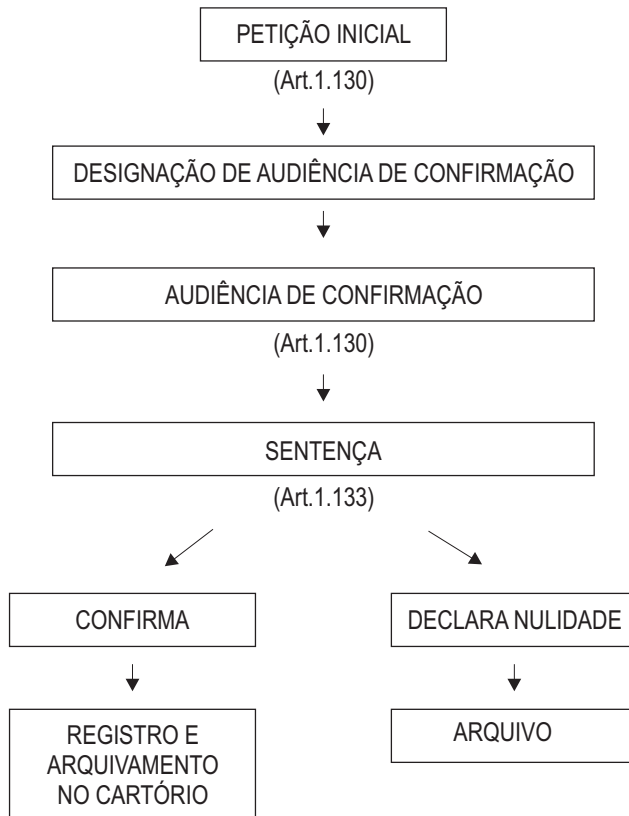 PETIÇÃO INICIAL
(Art.1.130)
DESIGNAÇÃO DE AUDIÊNCIA DE CONFIRMAÇÃO
AUDIÊNCIA DE CONFIRMAÇÃO
(Art.1.130)
SENTENÇA
(Art.1.133)
CONFIRMA
DECLARA NULIDADE
REGISTRO E
ARQUIVAMENTO
NO CARTÓRIO
ARQUIVO